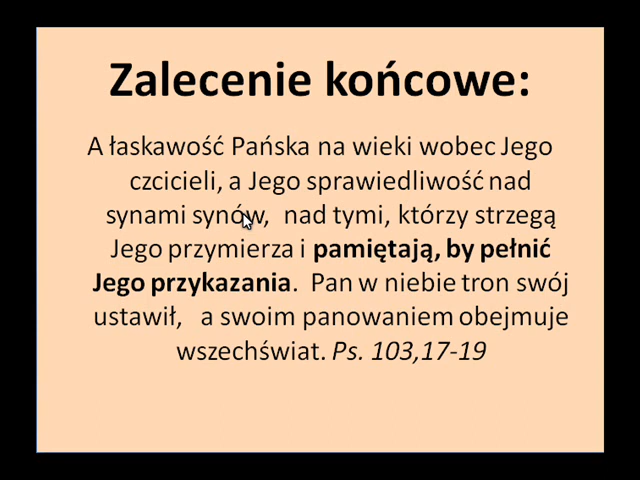 Zalecenie końcowe:
A łaskawość Pańska na wieki wobec Jego
czcicieli, a Jego sprawiedliwość nad
synami synów, nad tymi, którzy strzegą
Jego przymierza i pamiętają, by pełnić
Jego przykazania. Pan w niebie tron swój
ustawił, a swoim panowaniem obejmuje
wszechświat. Ps. 103,17-19